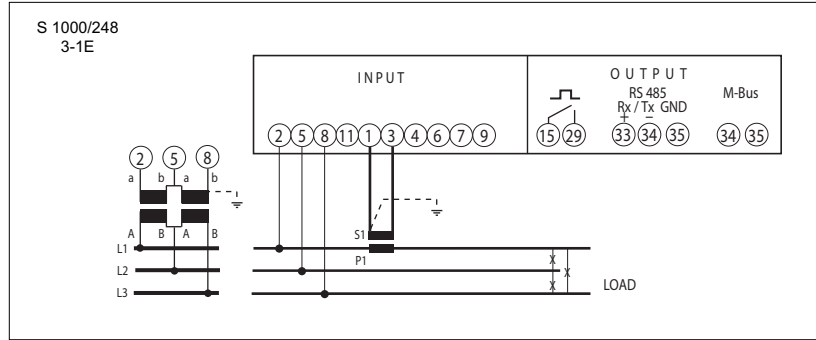 S 1000/248
3-1E
INPUT
OUTPUT
RS 485
Rx / Tx GND
+ −
M-Bus
2 5 8 11 1 3 4 6 7 9
15 29
33 34 35
34 35
2 5 8
a b a b
A B A B
S1
P1
L1
L2
L3
X
X
X
LOAD